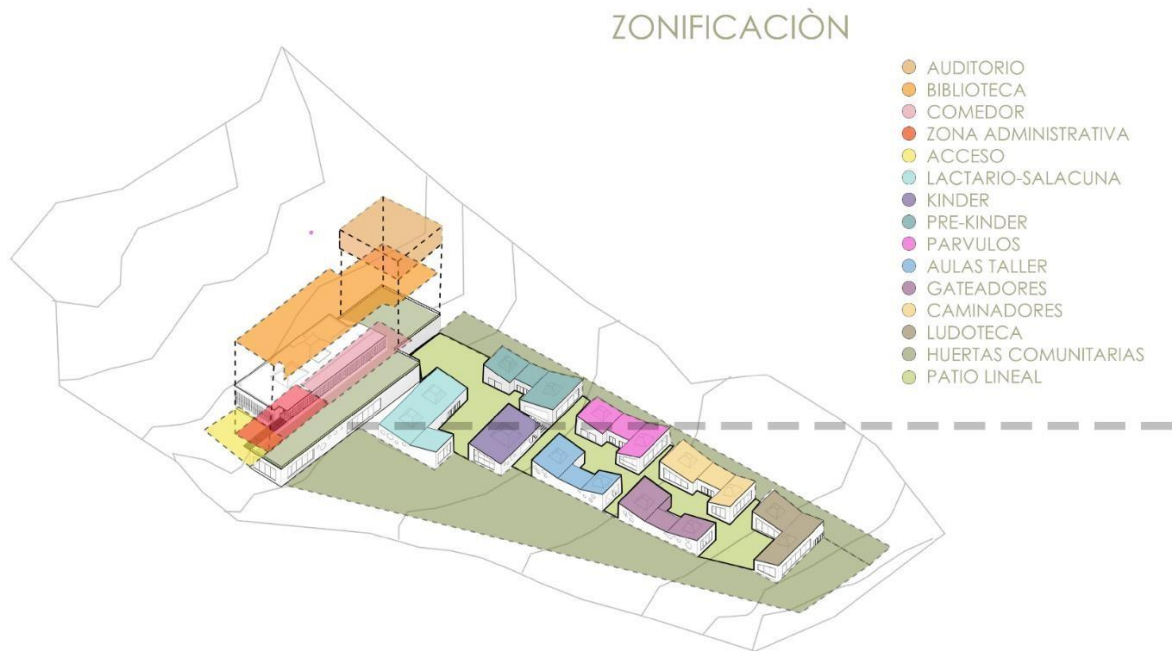 ZONIFICACIÒN
AUDITORIO
BIBLIOTECA
COMEDOR
ZONA ADMINISTRATIVA
ACCESO
LACTARIO-SALACUNA
KINDER
PRE-KINDER
PARVULOS
AULAS TALLER
GATEADORES
CAMINADORES
LUDOTECA
HUERTAS COMUNITARIAS
PATIO LINEAL